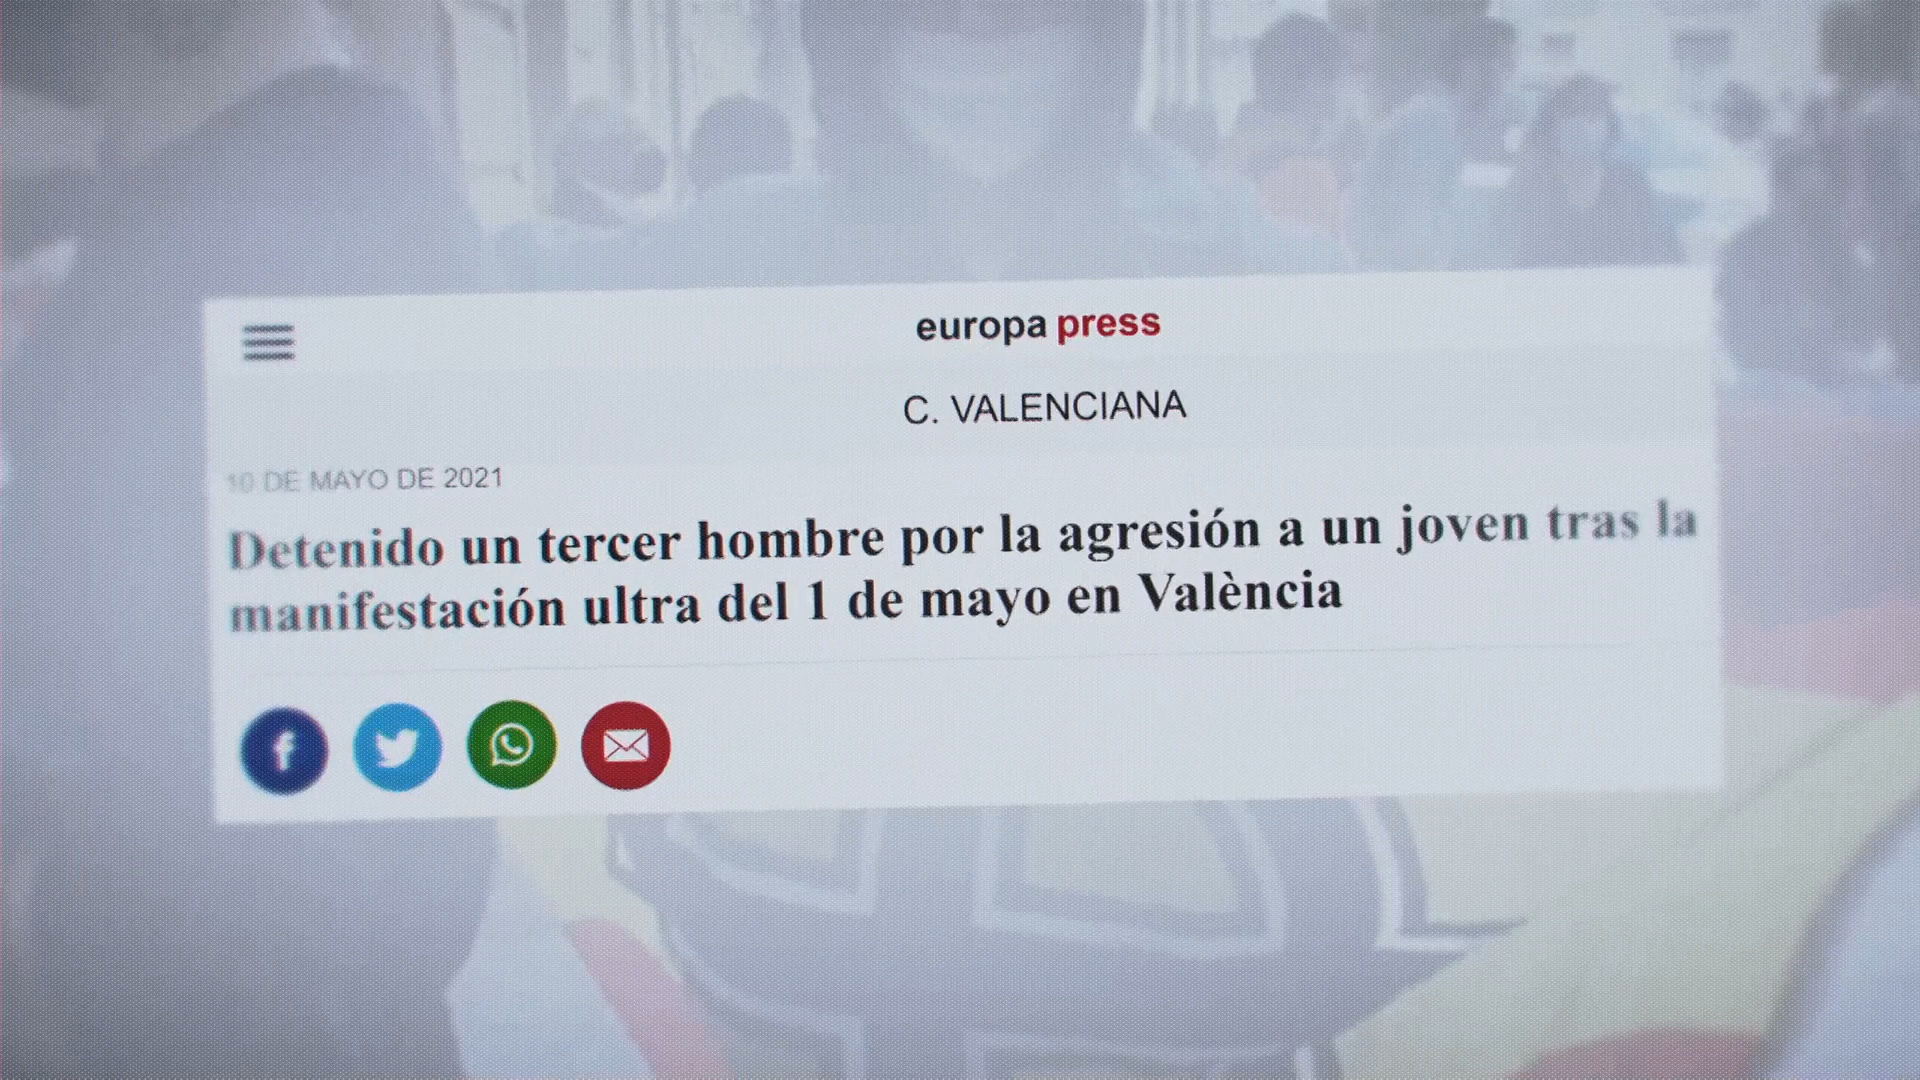 europa press
C. VALENCIANA
10 DE MAYO DE 2021
Detenido un tercer hombre por la agresión a un joven tras la
manifestación ultra del 1 de mayo en València